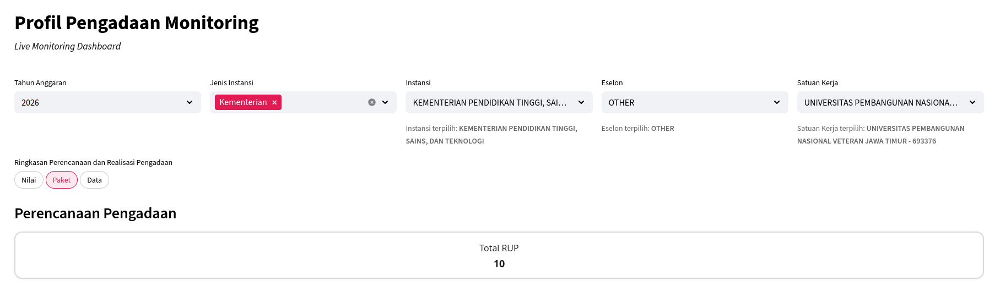 Profil Pengadaan Monitoring
Live Monitoring Dashboard
Tahun Anggaran
2026
Jenis Instansi
Kementerian
Instansi
KEMENTERIAN PENDIDIKAN TINGGI, SAI...
Instansi terpilih: KEMENTERIAN PENDIDIKAN TINGGI,
SAINS, DAN TEKNOLOGI
Eselon
OTHER
Eselon terpilih: OTHER
Satuan Kerja
UNIVERSITAS PEMBANGUNAN NASIONA...
Satuan Kerja terpilih: UNIVERSITAS PEMBANGUNAN
NASIONAL VETERAN JAWA TIMUR - 693376
Ringkasan Perencanaan dan Realisasi Pengadaan
Nilai
Paket
Data
Perencanaan Pengadaan
Total RUP
10